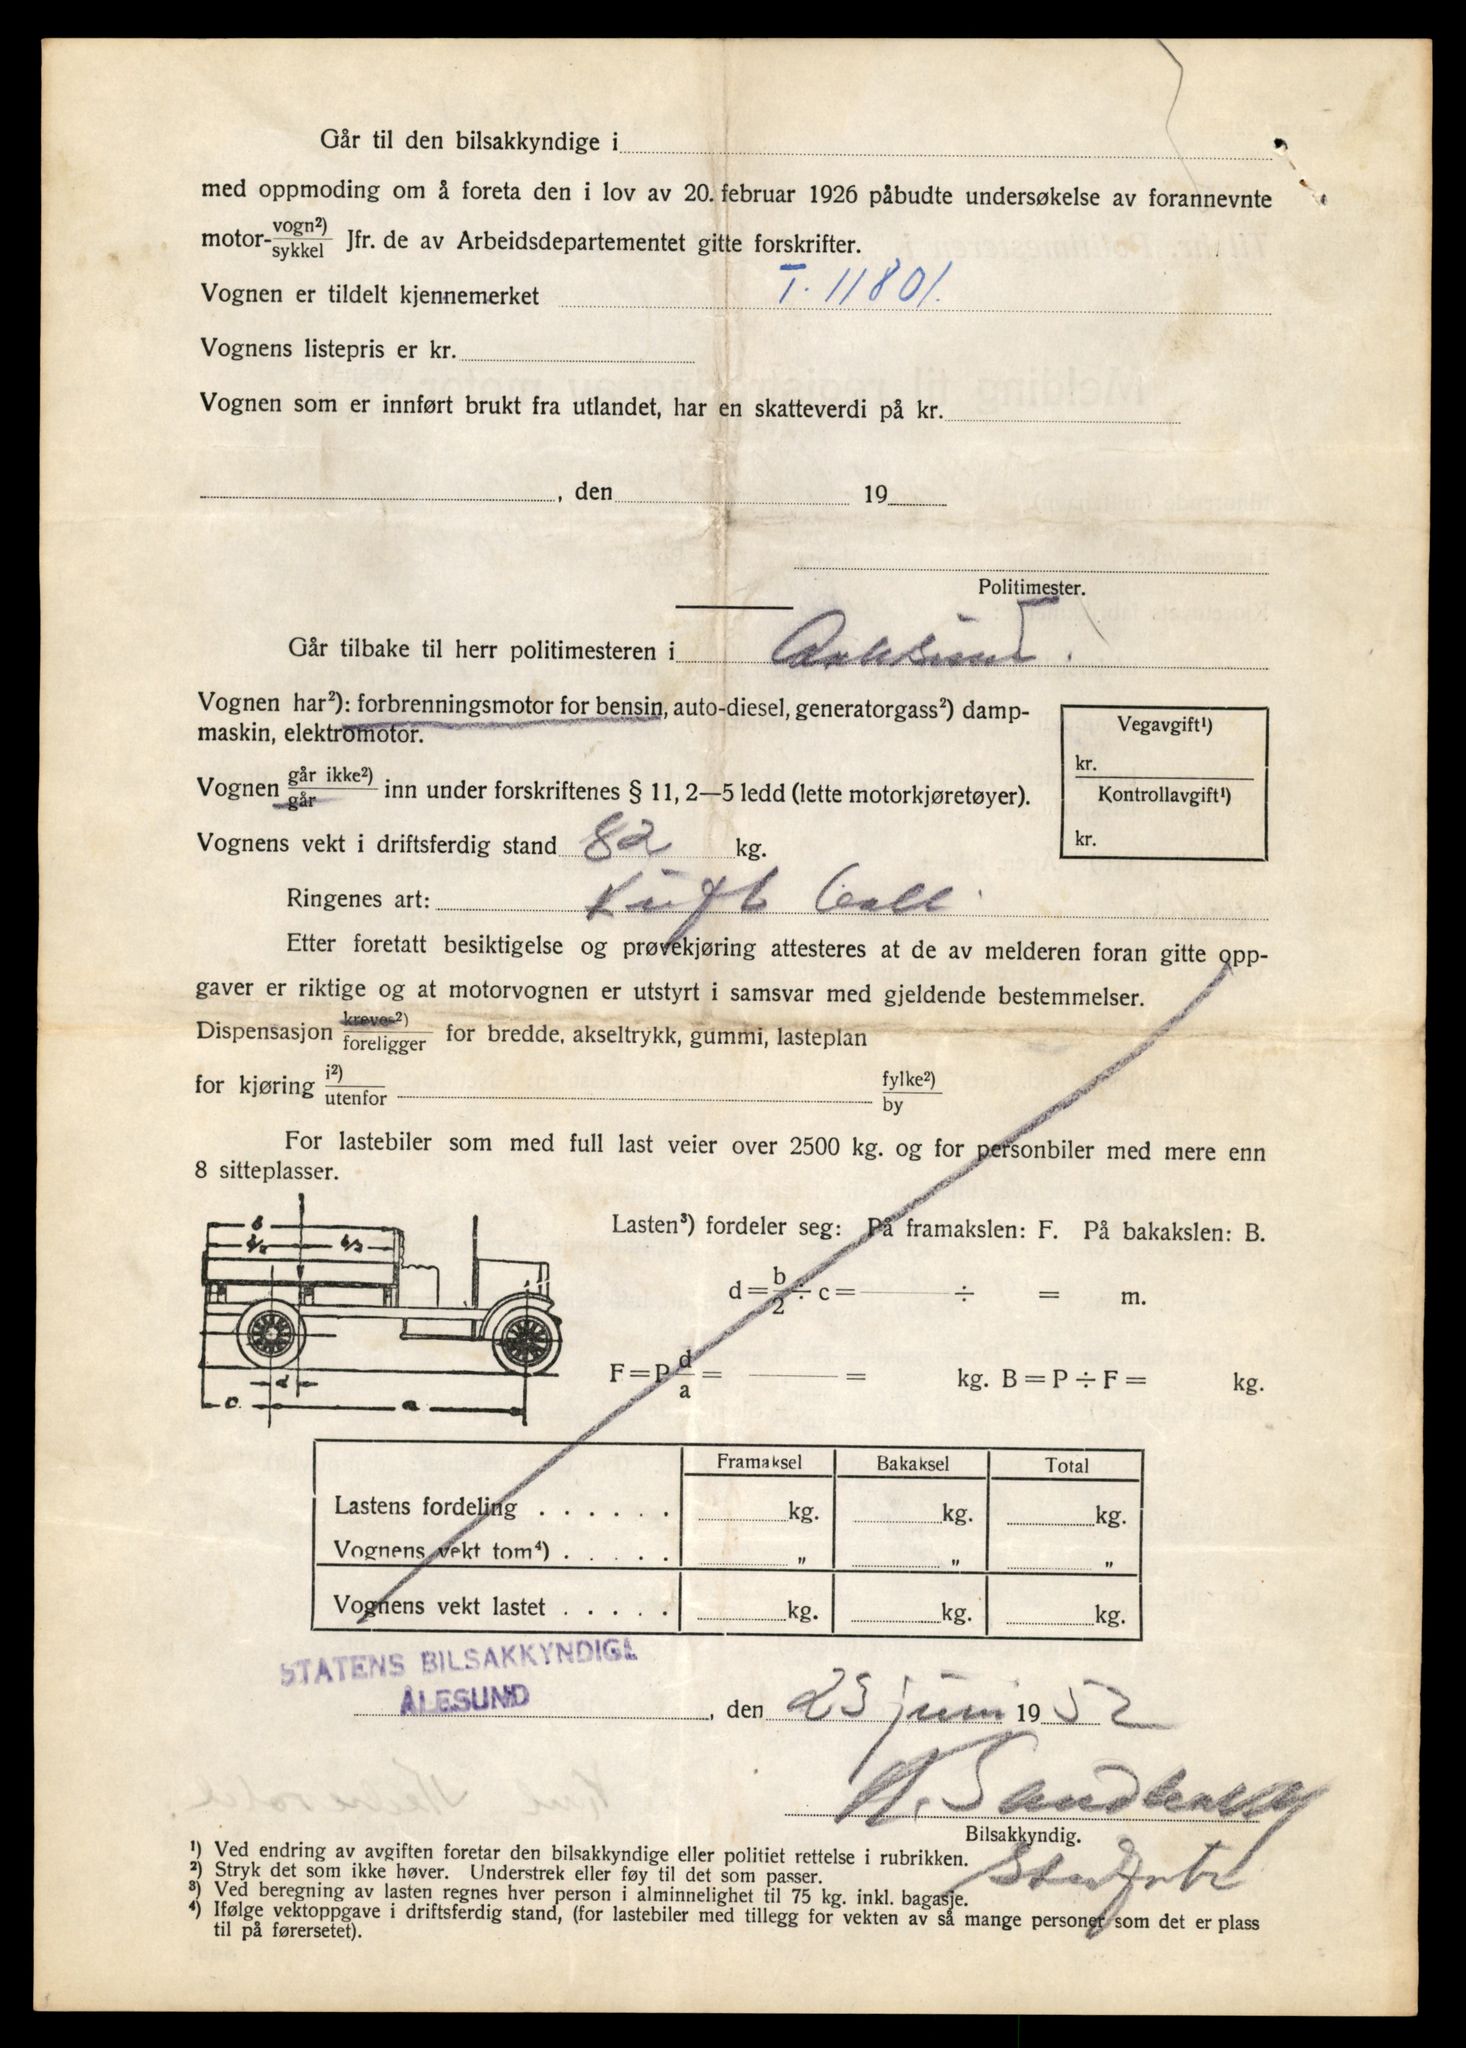 Går til den bilsakkyndige i
med oppmoding om å foreta den i lov av 20. februar 1926 påbudte undersøkelse av forannevnte
motor- vogn²) / sykkel Jfr. de av Arbeidsdepartementet gitte forskrifter.
Vognen er tildelt kjennemerket T. 11801.
Vognens listepris er kr.
Vognen som er innført brukt fra utlandet, har en skatteverdi på kr.
, den 19
Politimester.
Går tilbake til herr politimesteren i
Vognen har²): forbrenningsmotor for bensin, auto-diesel, generatorgass²) damp-
maskin, elektromotor.
Vegavgift¹)
kr.
Kontrollavgift¹)
kr.
Vognen går ikke²) / går inn under forskriftenes § 11, 2—5 ledd (lette motorkjøretøyer).
Vognens vekt i driftsferdig stand 82 kg.
Ringenes art: Luft
Etter foretatt besiktigelse og prøvekjøring attesteres at de av melderen foran gitte opp-
gaver er riktige og at motorvognen er utstyrt i samsvar med gjeldende bestemmelser.
Dispensasjon kreves²) / foreligger for bredde, akseltrykk, gummi, lasteplan
for kjøring i²) / utenfor fylke²) / by
For lastebiler som med full last veier over 2500 kg. og for personbiler med mere enn
8 sitteplasser.
b
b/2 b/2
d
c a
Lasten³) fordeler seg: På framakslen: F. På bakakslen: B.
d = b/2 ÷ c = ÷ = m.
F = P d/a = = kg. B = P ÷ F = kg.
Framaksel Bakaksel Total
Lastens fordeling . . . . . . kg. kg. kg.
Vognens vekt tom⁴) . . . . . „ „ „
Vognens vekt lastet . . . . . kg. kg. kg.
STATENS BILSAKKYNDIGE
ÅLESUND
, den 23 juni 1952
Bilsakkyndig.
¹) Ved endring av avgiften foretar den bilsakkyndige eller politiet rettelse i rubrikken.
²) Stryk det som ikke høver. Understrek eller føy til det som passer.
³) Ved beregning av lasten regnes hver person i alminnelighet til 75 kg. inkl. bagasje.
⁴) Ifølge vektoppgave i driftsferdig stand, (for lastebiler med tillegg for vekten av så mange personer som det er plass
til på førersetet).